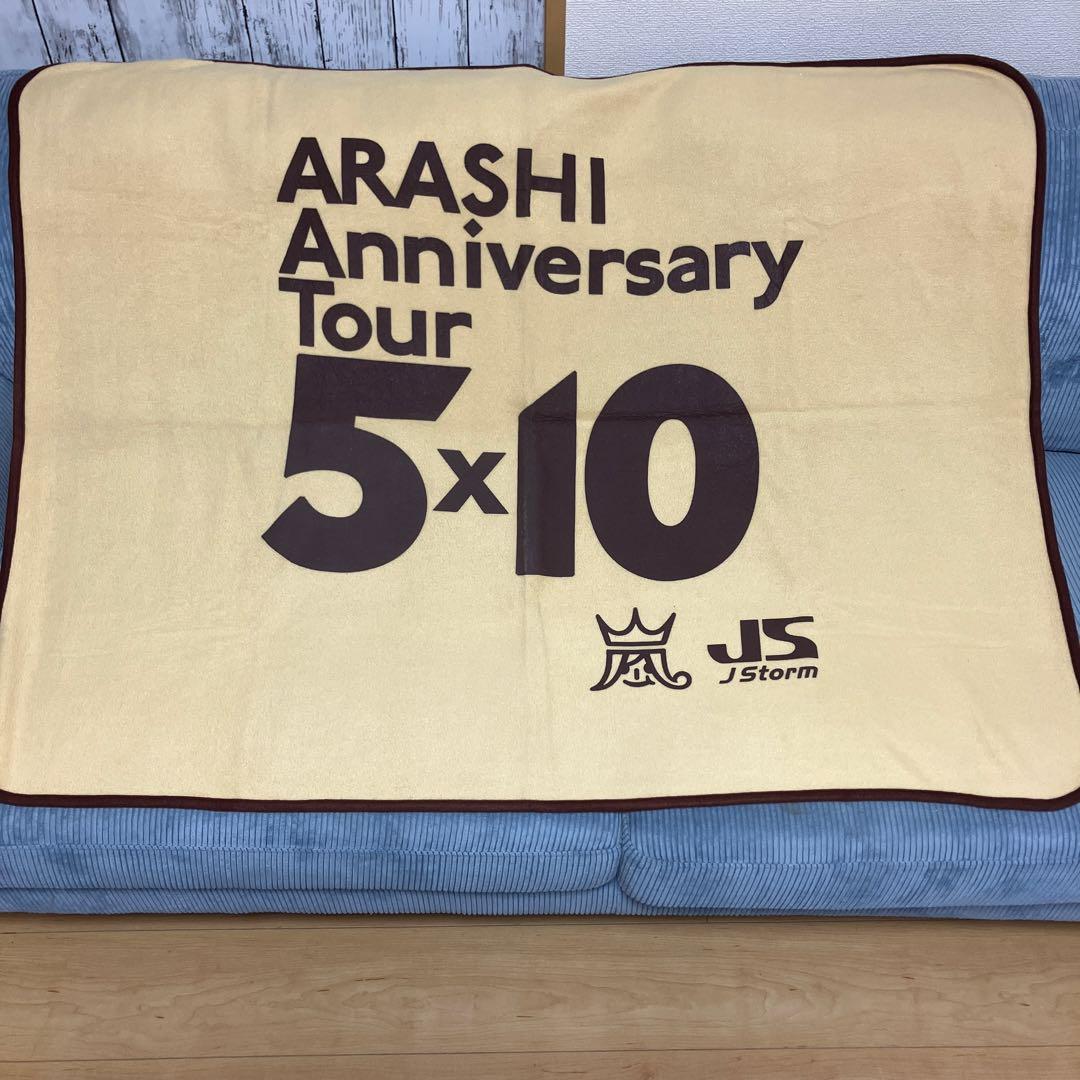 ARASHI
Anniversary
Tour
5x10
嵐 JS
J Storm